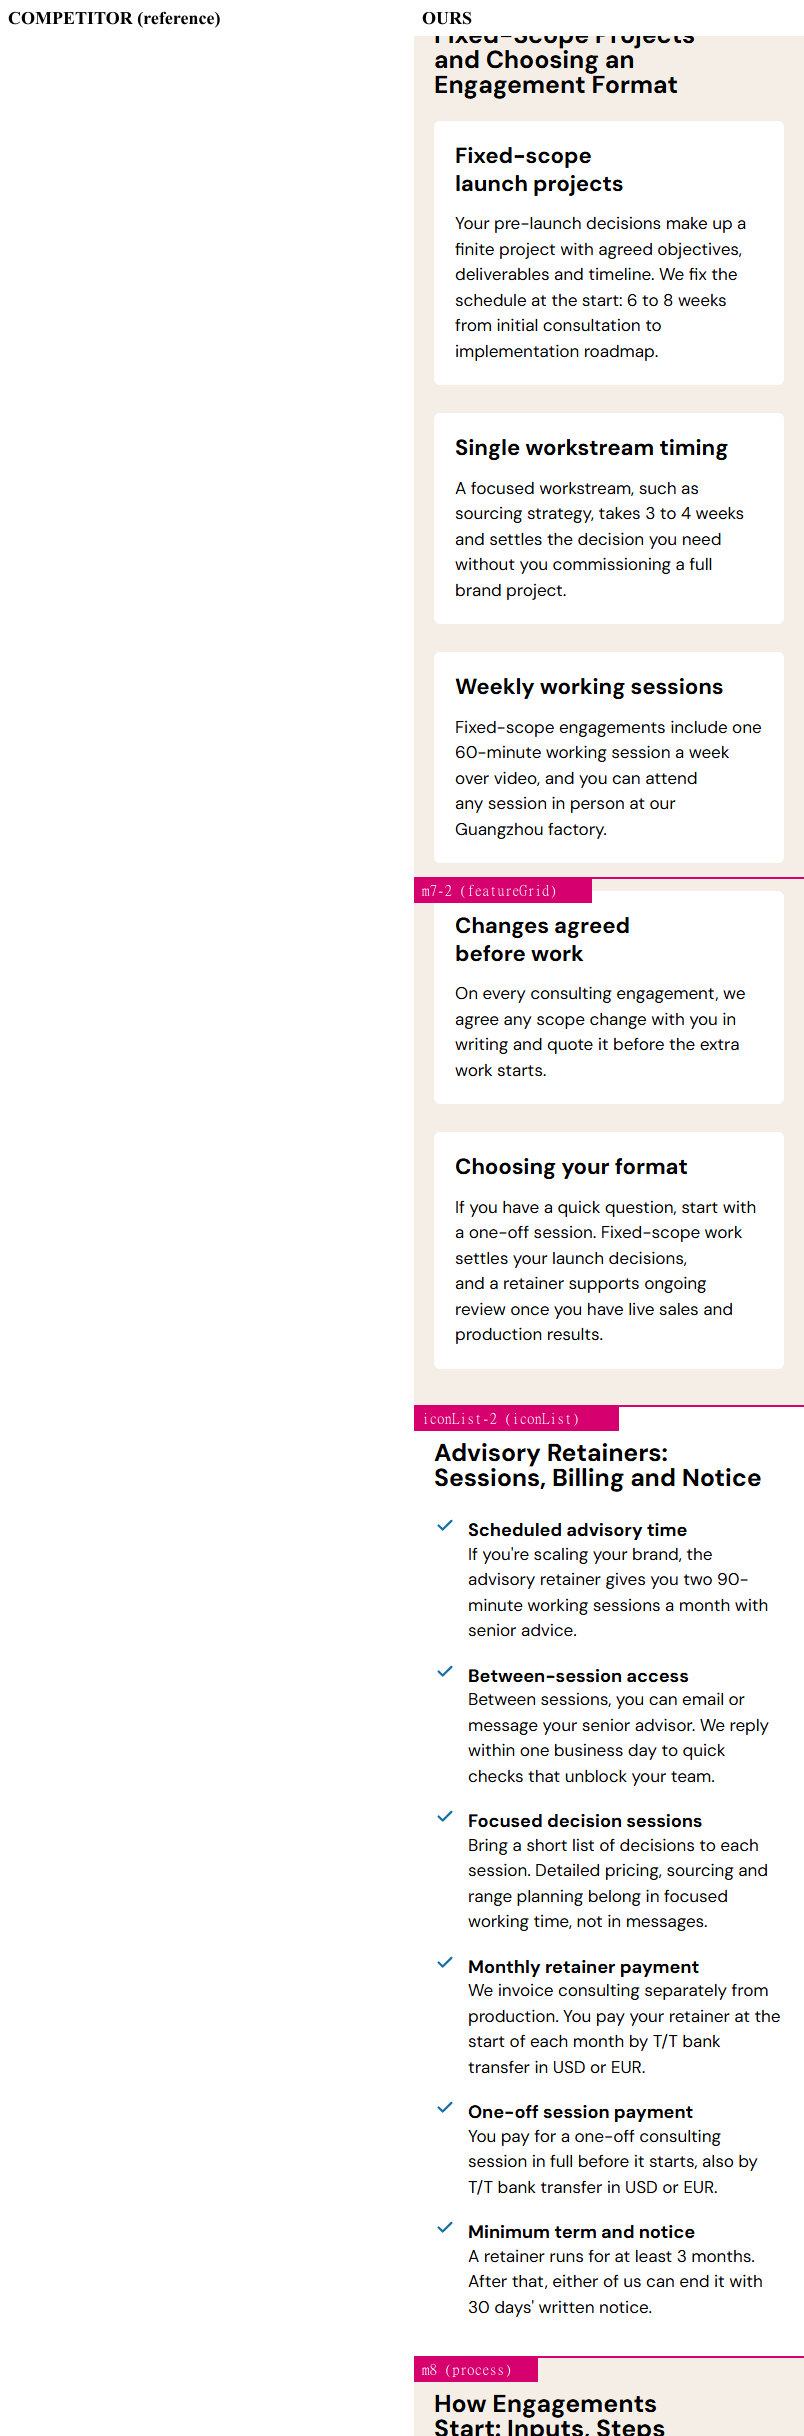 COMPETITOR (reference)
OURS
Fixed-Scope Projects
and Choosing an
Engagement Format
Fixed-scope
launch projects
Your pre-launch decisions make up a
finite project with agreed objectives,
deliverables and timeline. We fix the
schedule at the start: 6 to 8 weeks
from initial consultation to
implementation roadmap.
Single workstream timing
A focused workstream, such as
sourcing strategy, takes 3 to 4 weeks
and settles the decision you need
without you commissioning a full
brand project.
Weekly working sessions
Fixed-scope engagements include one
60-minute working session a week
over video, and you can attend
any session in person at our
Guangzhou factory.
m7-2 (featureGrid)
Changes agreed
before work
On every consulting engagement, we
agree any scope change with you in
writing and quote it before the extra
work starts.
Choosing your format
If you have a quick question, start with
a one-off session. Fixed-scope work
settles your launch decisions,
and a retainer supports ongoing
review once you have live sales and
production results.
iconList-2 (iconList)
Advisory Retainers:
Sessions, Billing and Notice
Scheduled advisory time
If you're scaling your brand, the
advisory retainer gives you two 90-
minute working sessions a month with
senior advice.
Between-session access
Between sessions, you can email or
message your senior advisor. We reply
within one business day to quick
checks that unblock your team.
Focused decision sessions
Bring a short list of decisions to each
session. Detailed pricing, sourcing and
range planning belong in focused
working time, not in messages.
Monthly retainer payment
We invoice consulting separately from
production. You pay your retainer at the
start of each month by T/T bank
transfer in USD or EUR.
One-off session payment
You pay for a one-off consulting
session in full before it starts, also by
T/T bank transfer in USD or EUR.
Minimum term and notice
A retainer runs for at least 3 months.
After that, either of us can end it with
30 days' written notice.
m8 (process)
How Engagements
Start: Inputs, Steps